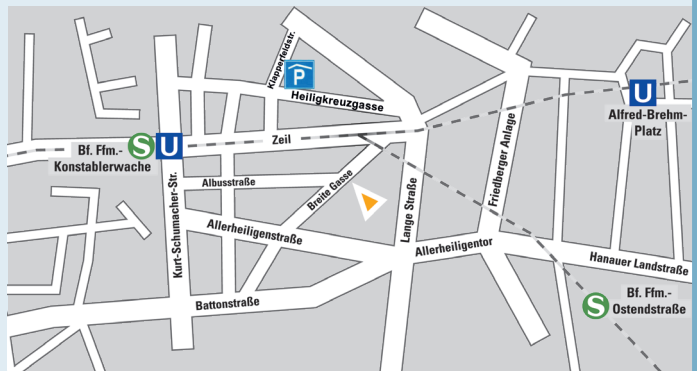 Klapperfeldstr.
P
Heiligkreuzgasse
U
Alfred-Brehm-
Platz
Bf. Ffm.-
Konstablerwache
S
U
Zeil
Friedberger Anlage
Albusstraße
Breite Gasse
Kurt-Schumacher-Str.
Lange Straße
Allerheiligenstraße
Allerheiligentor
Hanauer Landstraße
Battonstraße
S
Bf. Ffm.-
Ostendstraße